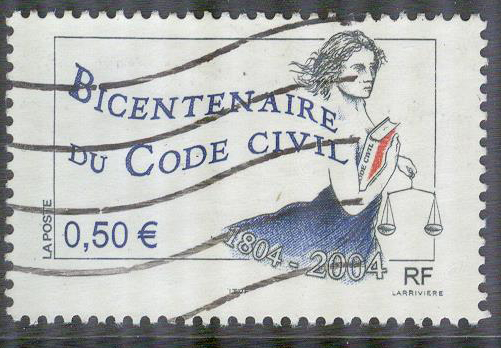 BICENTENAIRE
DU CODE CIVIL
CODE CIVIL
LA POSTE
0,50 €
1804 - 2004
RF
LARRIVIERE